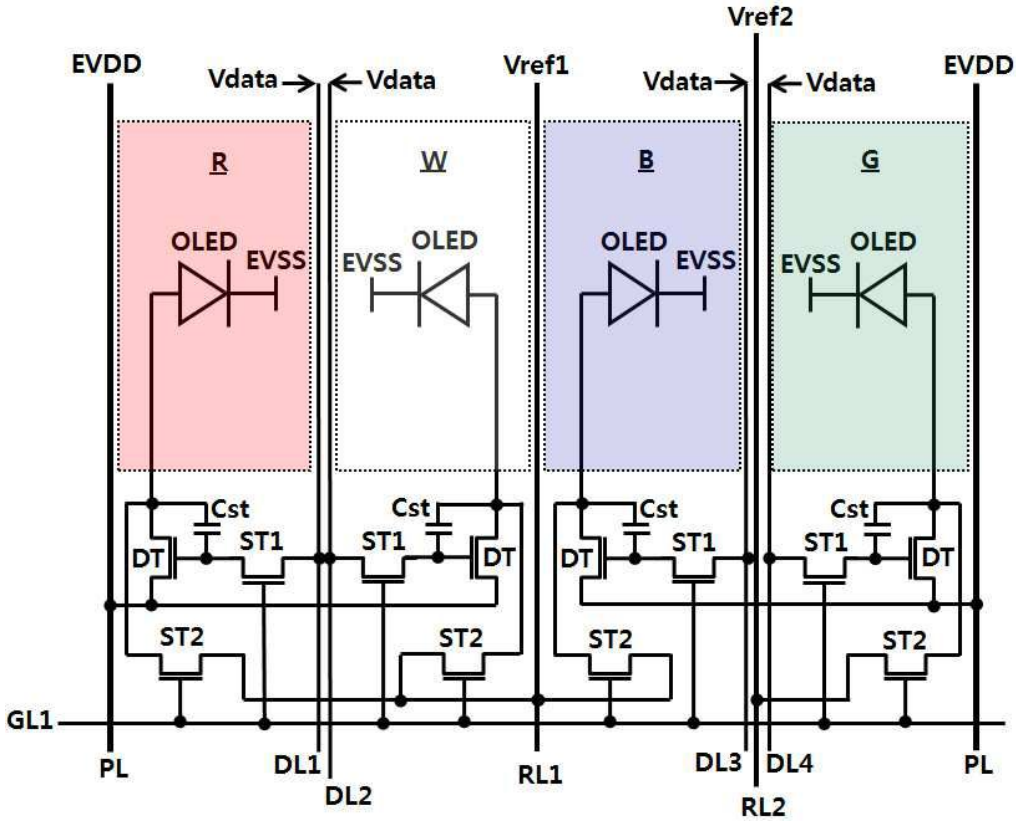 Vref2
EVDD Vdata Vdata Vref1 Vdata Vdata EVDD
R W B G
OLED OLED OLED OLED
EVSS EVSS EVSS EVSS
Cst Cst Cst Cst
DT ST1 ST1 DT DT ST1 ST1 DT
ST2 ST2 ST2 ST2
GL1
PL DL1 RL1 DL3 DL4 PL
DL2 RL2